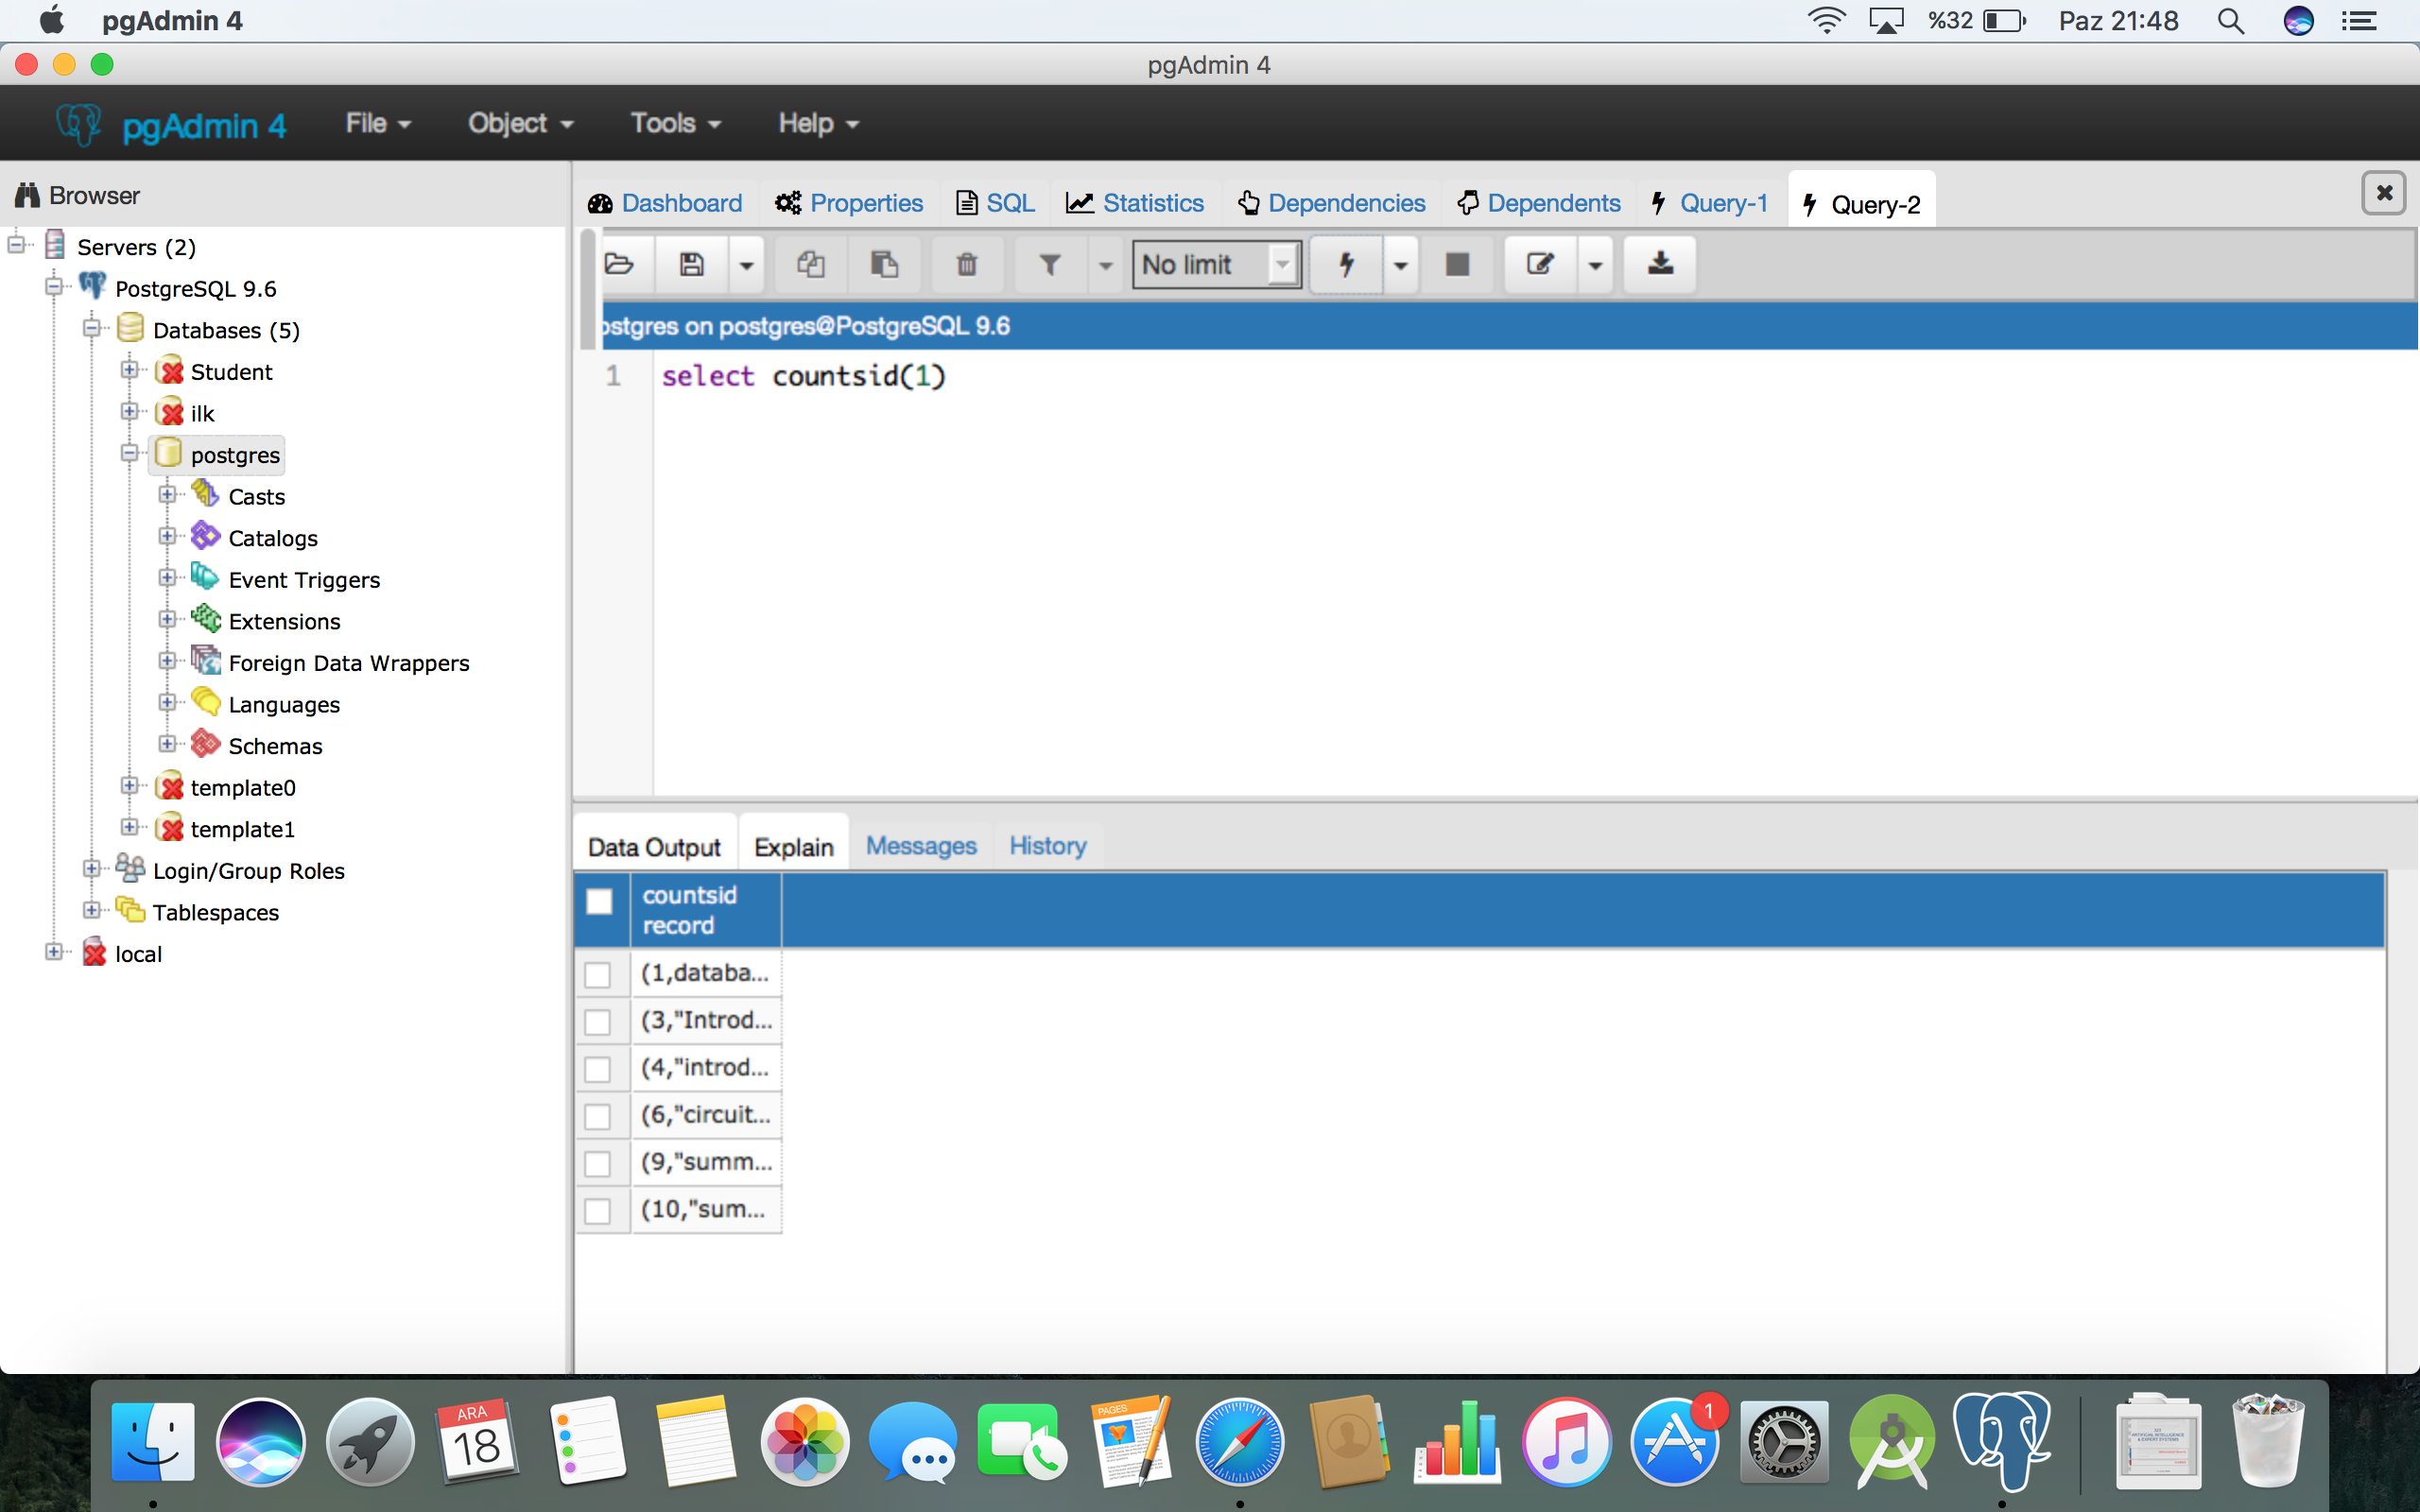 pgAdmin 4
%32
Paz 21:48
pgAdmin 4
pgAdmin 4
File
Object
Tools
Help
Browser
Dashboard
Properties
SQL
Statistics
Dependencies
Dependents
Query-1
Query-2
Servers (2)
PostgreSQL 9.6
Databases (5)
Student
ilk
postgres
Casts
Catalogs
Event Triggers
Extensions
Foreign Data Wrappers
Languages
Schemas
template0
template1
Login/Group Roles
Tablespaces
local
No limit
ostgres on postgres@PostgreSQL 9.6
1 select countsid(1)
Data Output
Explain
Messages
History
countsid
record
(1,databa...
(3,"Introd...
(4,"introd...
(6,"circuit...
(9,"summ...
(10,"sum...
ARA
18
PAGES
1